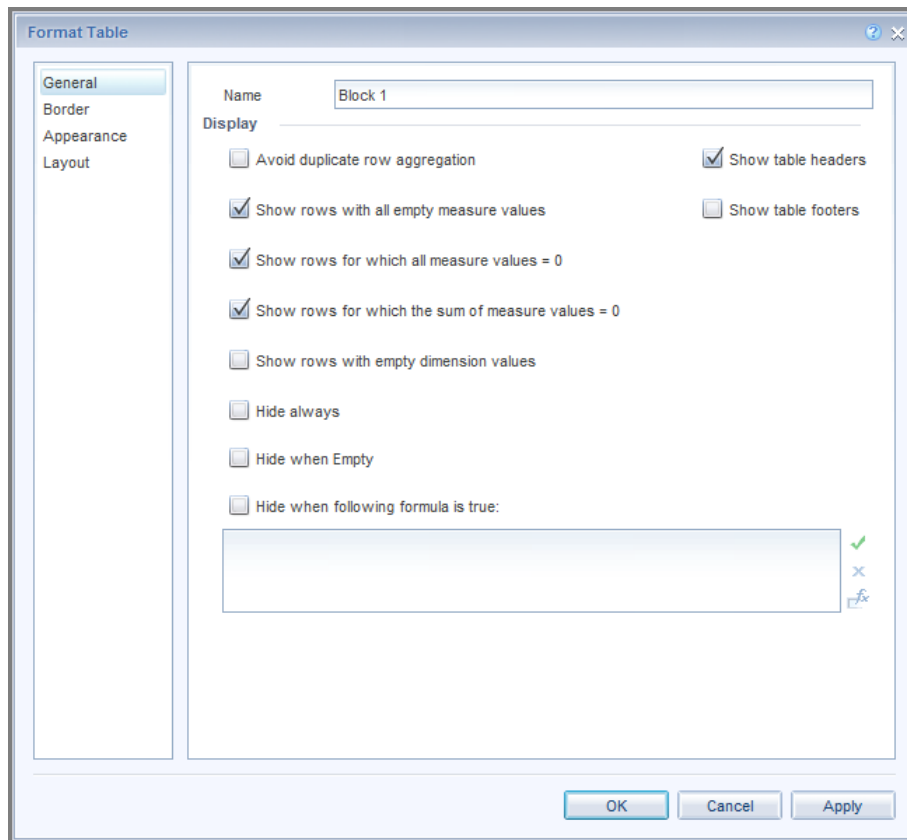 Format Table
?
General
Border
Appearance
Layout
Name Block 1
Display
Avoid duplicate row aggregation
Show table headers
Show rows with all empty measure values
Show table footers
Show rows for which all measure values = 0
Show rows for which the sum of measure values = 0
Show rows with empty dimension values
Hide always
Hide when Empty
Hide when following formula is true:
fx
OK Cancel Apply